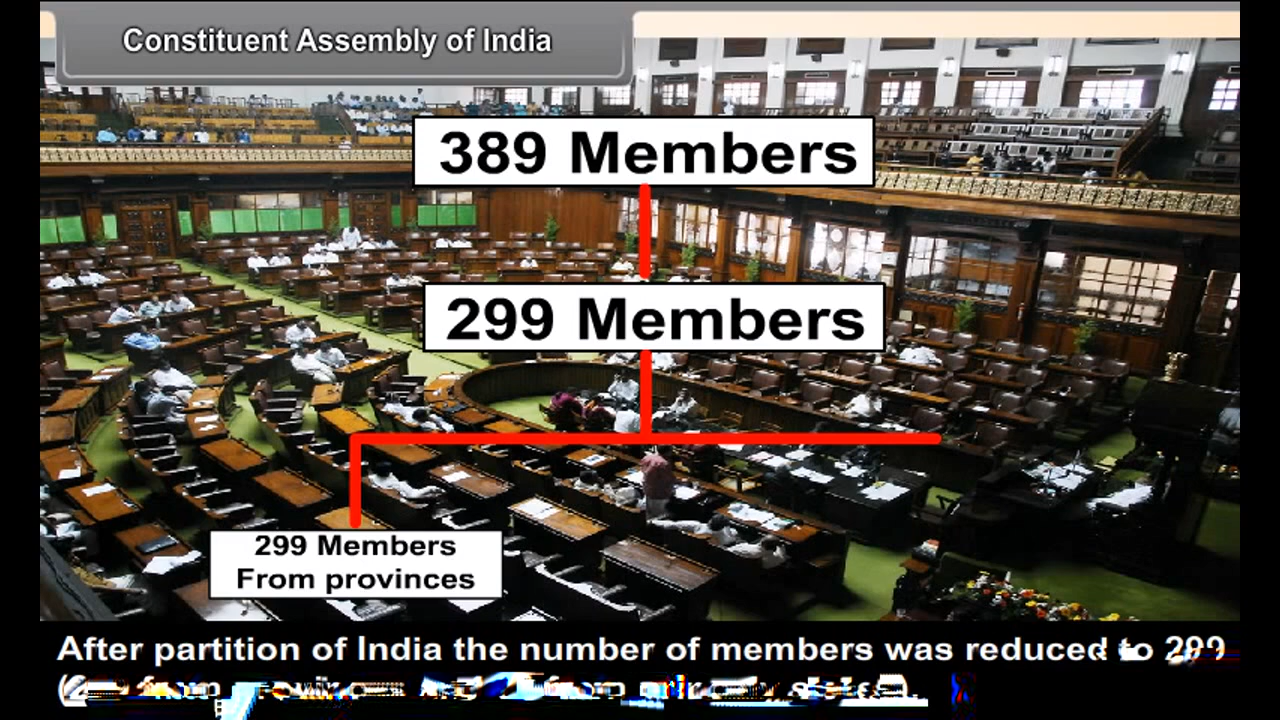 Constituent Assembly of India
389 Members
299 Members
299 Members
From provinces
After partition of India the number of members was reduced to 299
from